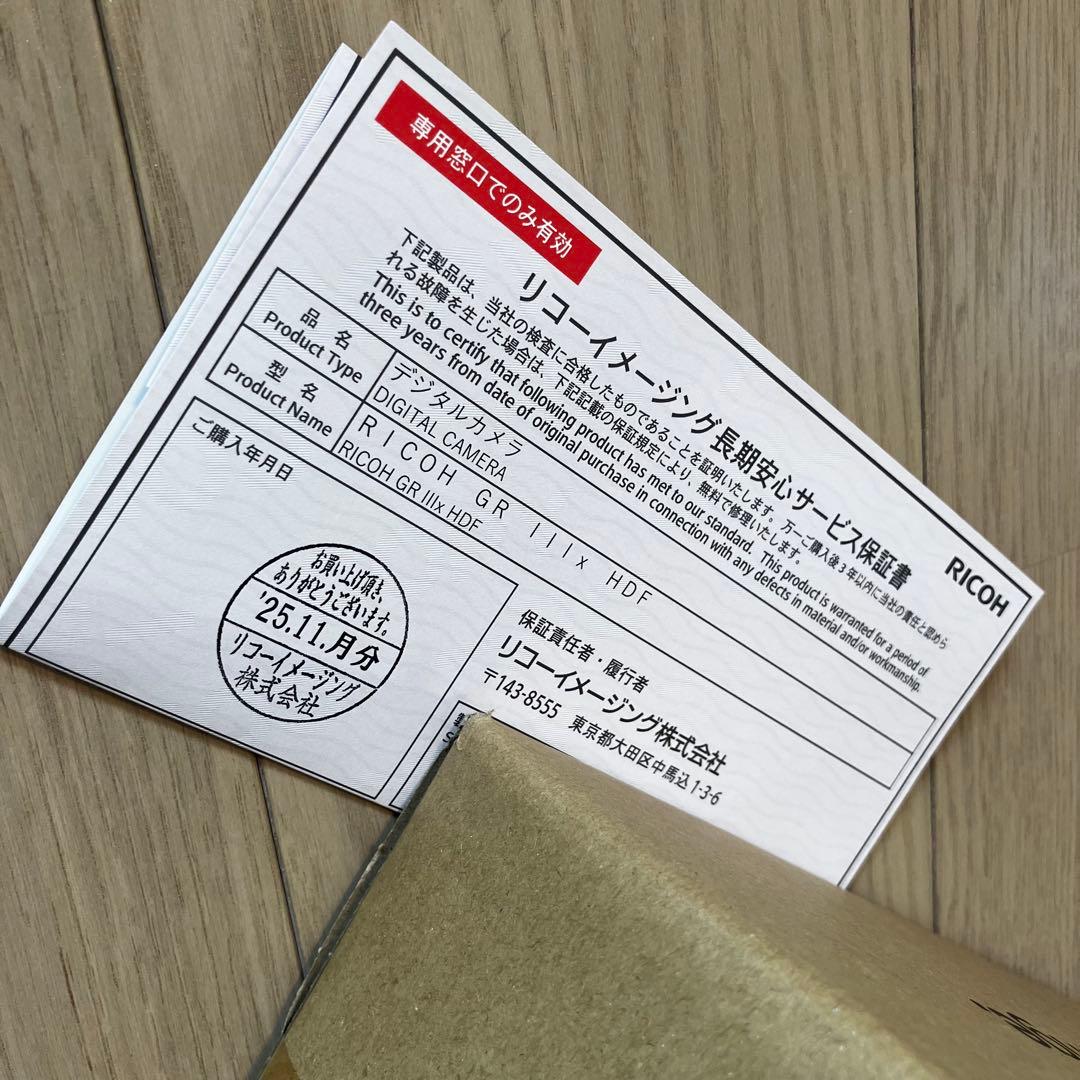 専用窓口でのみ有効
リコーイメージング長期安心サービス保証書
RICOH
下記製品は、当社の検査に合格したものであることを証明いたします。万一ご購入後3年以内に当社の責任と認めら
れる故障を生じた場合は、下記記載の保証規定により、無料で修理いたします。
This is to certify that following product has met to our standard. This product is warranted for a period of
three years from date of original purchase in connection with any defects in material and/or workmanship.
品名
Product Type
デジタルカメラ
DIGITAL CAMERA
型名
Product Name
RICOH GR IIIx HDF
RICOH GR IIIx HDF
ご購入年月日
お買い上げ頂き、
ありがとうございます。
'25.11.月分
リコーイメージング
株式会社
保証責任者・履行者
リコーイメージング株式会社
〒143-8555 東京都大田区中馬込1-3-6